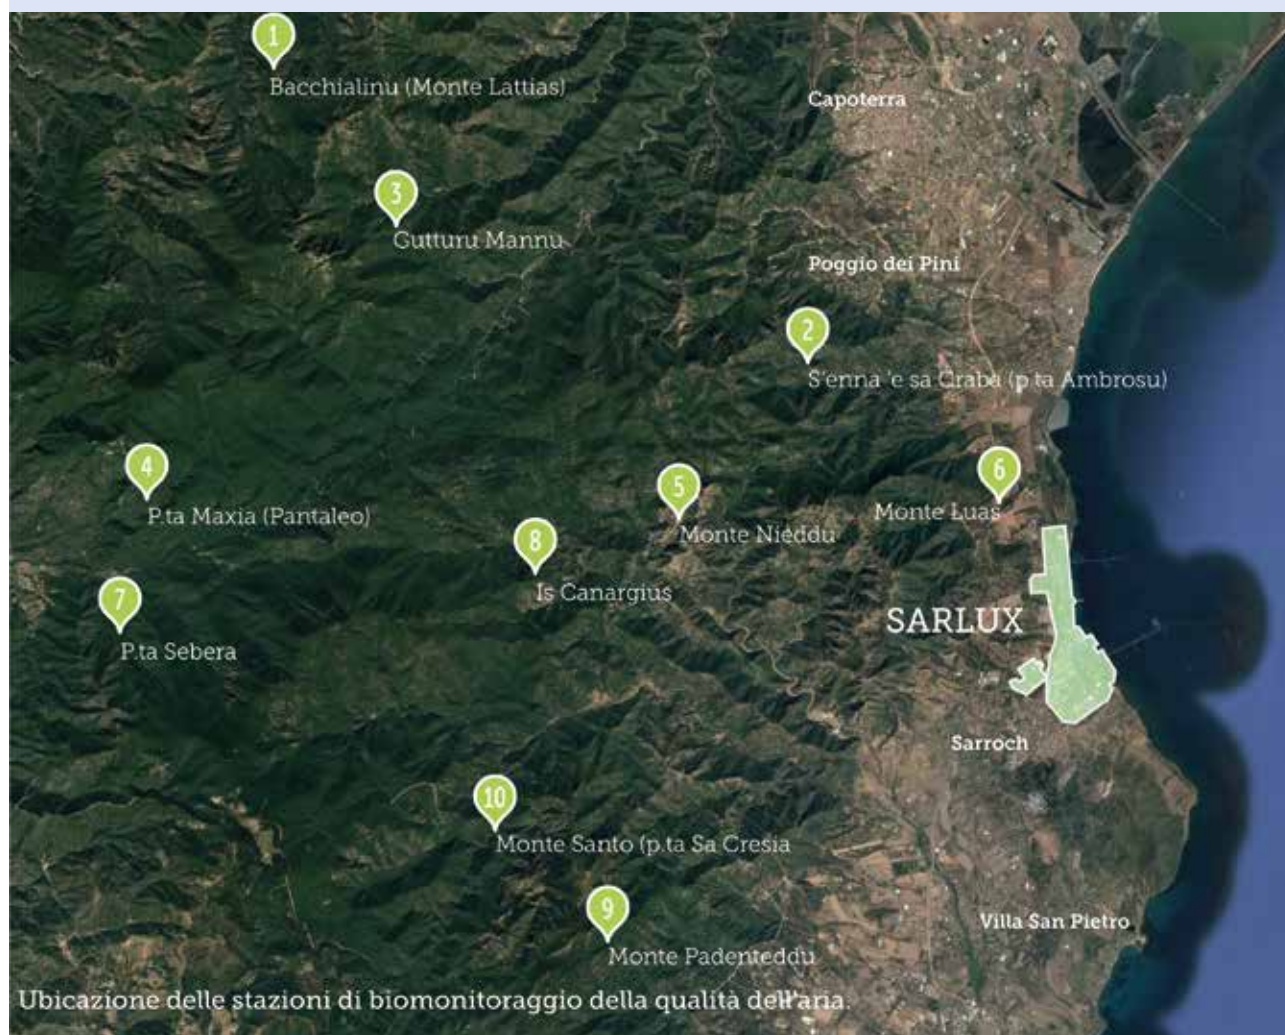 1
Bacchialinu (Monte Lattias)
Capoterra
3
Gutturu Mannu
Poggio dei Pini
2
S'enna 'e sa Craba (p.ta Ambrosu)
4
P.ta Maxia (Pantaleo)
5
Monte Nieddu
6
Monte Luas
8
Is Canargius
7
P.ta Sebera
SARLUX
Sarroch
10
Monte Santo (p.ta Sa Cresia
9
Monte Padenteddu
Villa San Pietro
Ubicazione delle stazioni di biomonitoraggio della qualità dell'aria.